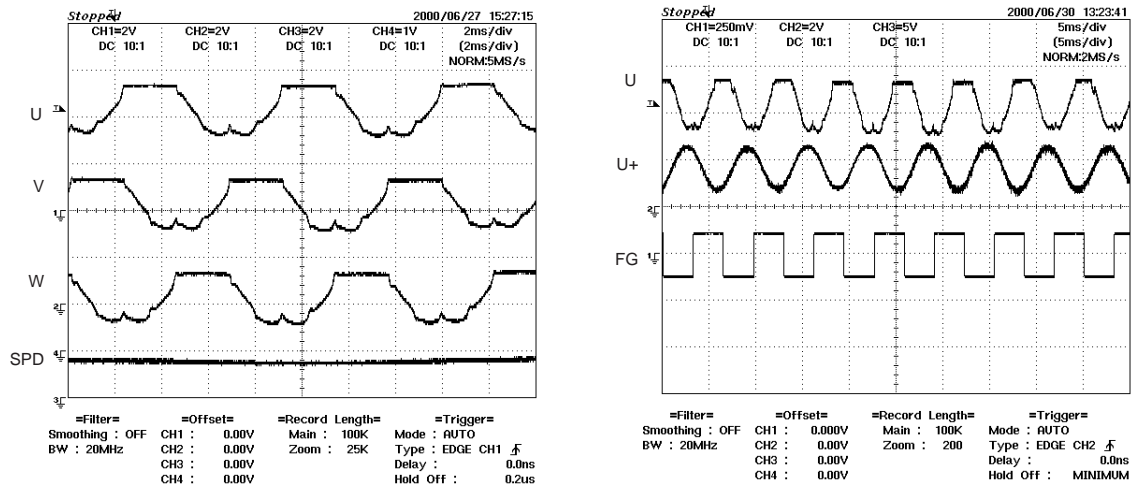 Stopped 2000/06/27 15:27:15
CH1=2V CH2=2V CH3=2V CH4=1V 2ms/div
DC 10:1 DC 10:1 DC 10:1 DC 10:1 (2ms/div)
NORM:5MS/s
U
V
W
SPD
=Filter= =Offset= =Record Length= =Trigger=
Smoothing : OFF CH1 : 0.00V Main : 100K Mode : AUTO
BW : 20MHz CH2 : 0.00V Zoom : 25K Type : EDGE CH1
CH3 : 0.00V Delay : 0.0ns
CH4 : 0.00V Hold Off : 0.2us
Stopped 2000/06/30 13:23:41
CH1=250mV CH2=2V CH3=5V 5ms/div
DC 10:1 DC 10:1 DC 10:1 (5ms/div)
NORM:2MS/s
U
U+
FG
=Filter= =Offset= =Record Length= =Trigger=
Smoothing : OFF CH1 : 0.000V Main : 100K Mode : AUTO
BW : 20MHz CH2 : 0.00V Zoom : 200 Type : EDGE CH2
CH3 : 0.00V Delay : 0.0ns
CH4 : 0.00V Hold Off : MINIMUM